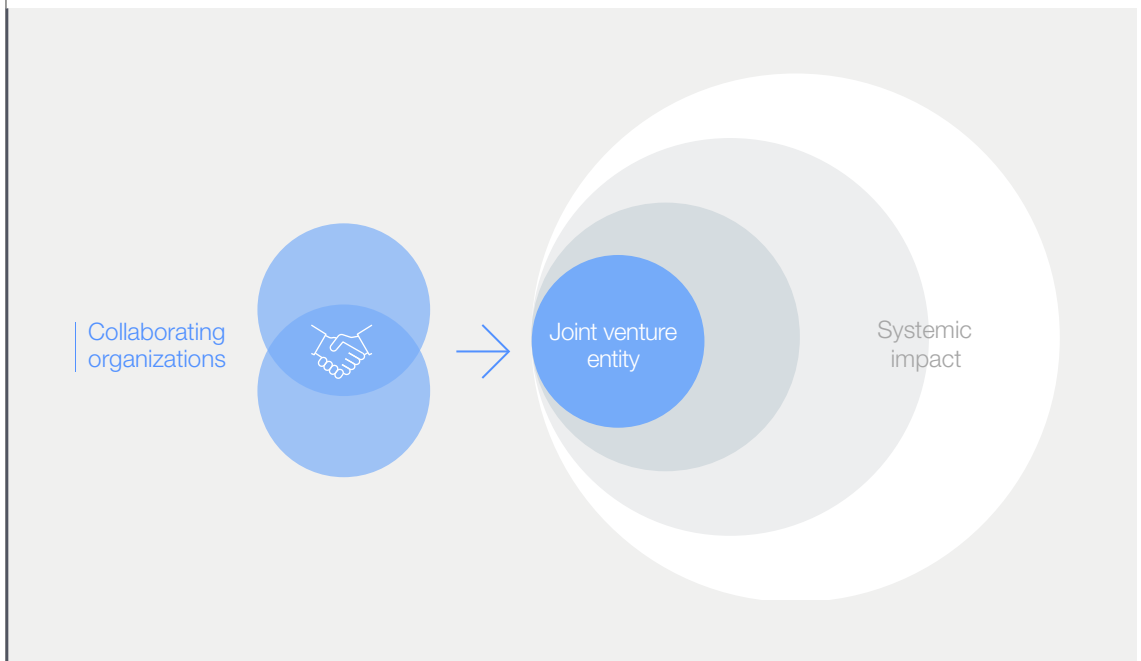 Collaborating
organizations
Joint venture
entity
Systemic
impact